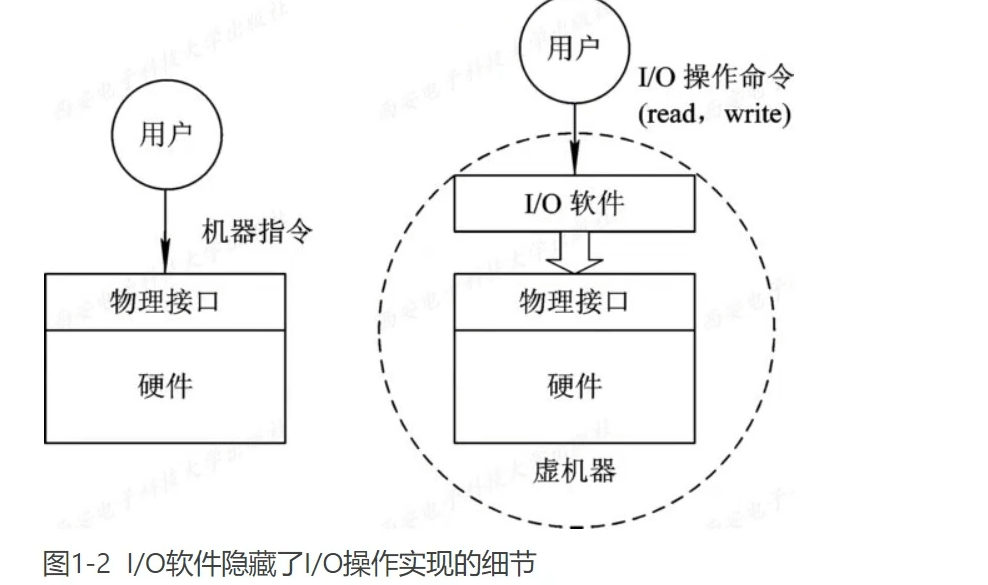 用户
机器指令
物理接口
硬件
用户
I/O 操作命令
(read，write)
I/O 软件
物理接口
硬件
虚机器
图1-2 I/O软件隐藏了I/O操作实现的细节
西安电子科技大学出版社